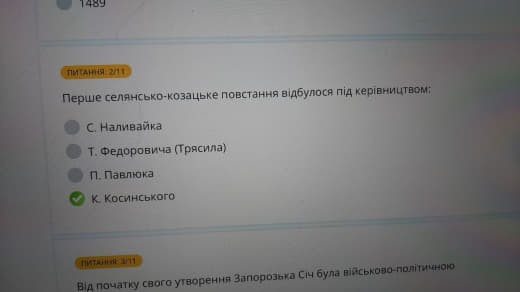 1489
ПИТАННЯ: 2/11
Перше селянсько-козацьке повстання відбулося під керівництвом:
С. Наливайка
Т. Федоровича (Трясила)
П. Павлюка
К. Косинського
ПИТАННЯ: 3/11
Від початку свого утворення Запорозька Січ була військово-політичною